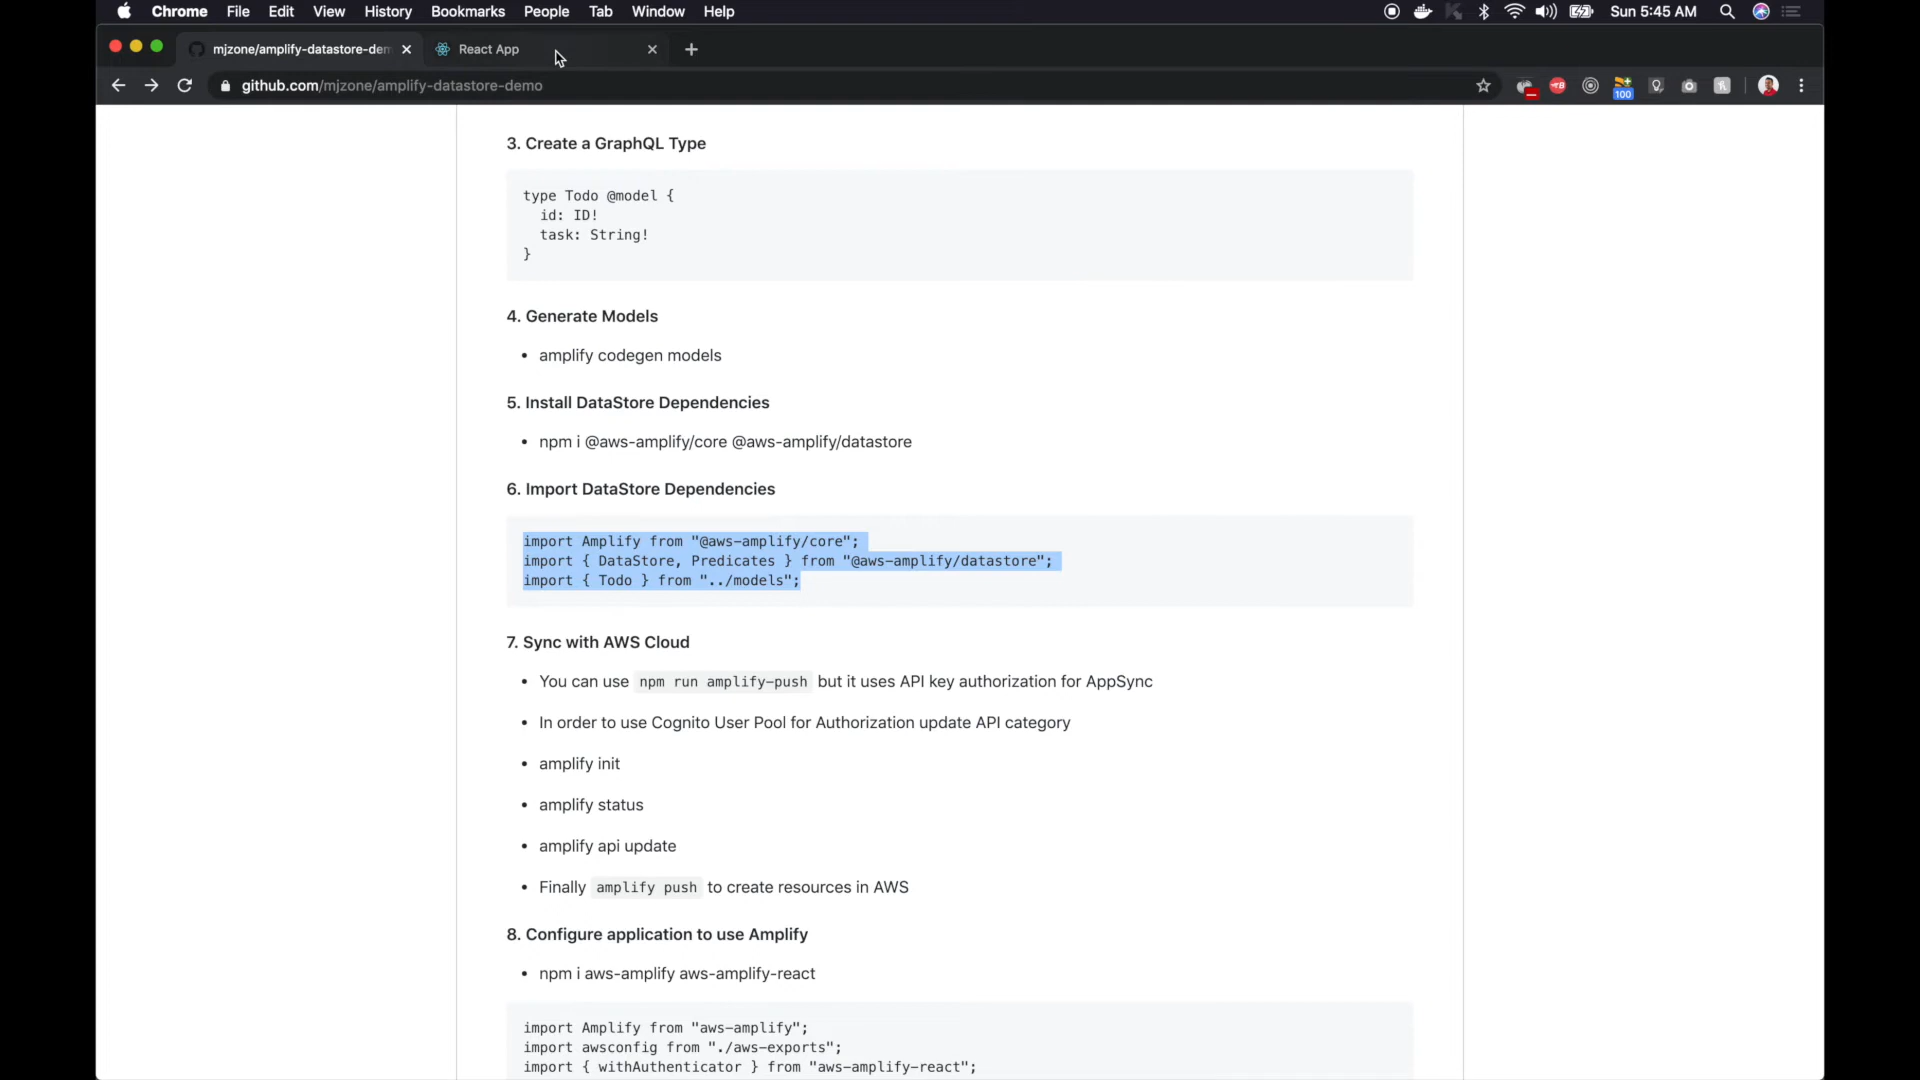 Chrome File Edit View History Bookmarks People Tab Window Help
Sun 5:45 AM
mjzone/amplify-datastore-dem
React App
github.com/mjzone/amplify-datastore-demo
100
3. Create a GraphQL Type
type Todo @model {
id: ID!
task: String!
}
4. Generate Models
• amplify codegen models
5. Install DataStore Dependencies
• npm i @aws-amplify/core @aws-amplify/datastore
6. Import DataStore Dependencies
import Amplify from "@aws-amplify/core";
import { DataStore, Predicates } from "@aws-amplify/datastore";
import { Todo } from "../models";
7. Sync with AWS Cloud
• You can use npm run amplify-push but it uses API key authorization for AppSync
• In order to use Cognito User Pool for Authorization update API category
• amplify init
• amplify status
• amplify api update
• Finally amplify push to create resources in AWS
8. Configure application to use Amplify
• npm i aws-amplify aws-amplify-react
import Amplify from "aws-amplify";
import awsconfig from "./aws-exports";
import { withAuthenticator } from "aws-amplify-react";